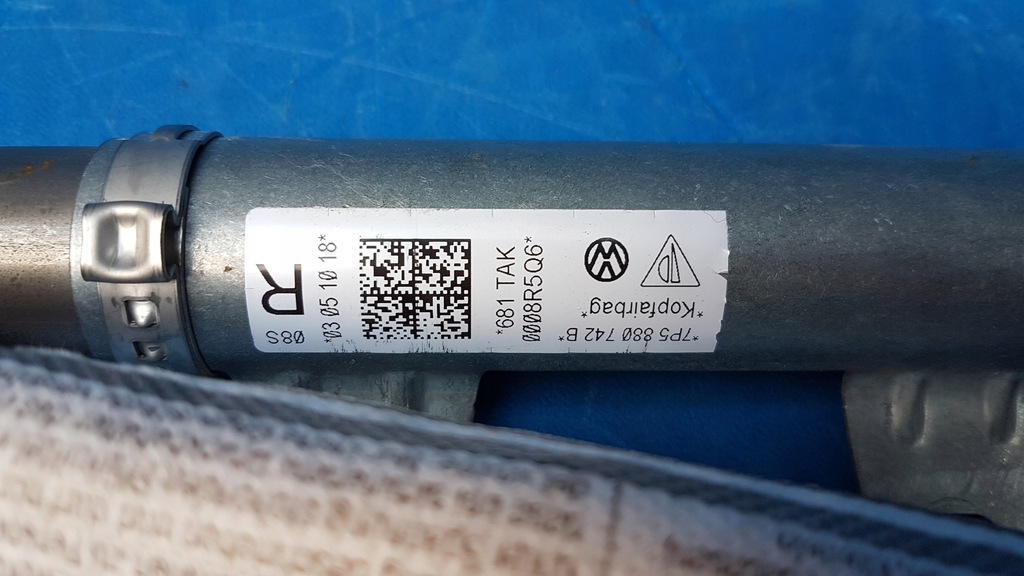 *7P5 880 742 B*
*Kopfairbag*
R
08S
*03 05 10 18*
*681 TAK
0008R5Q6*